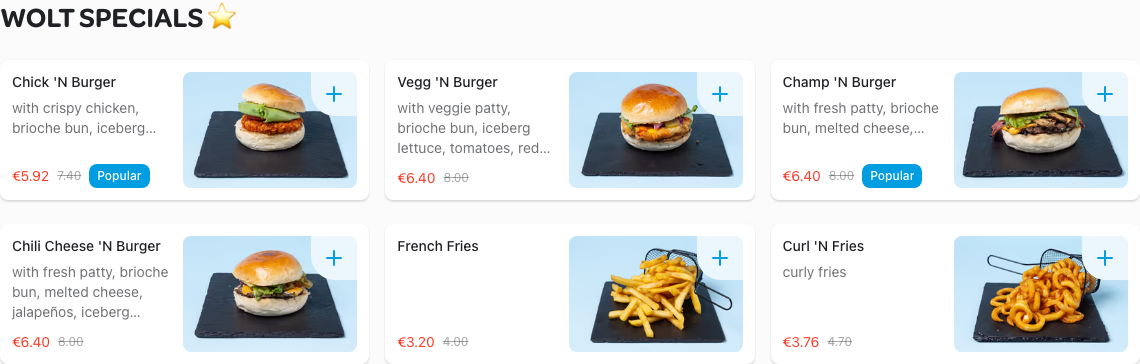 WOLT SPECIALS ⭐
Chick 'N Burger
with crispy chicken,
brioche bun, iceberg...
€5.92 7.40 Popular
Vegg 'N Burger
with veggie patty,
brioche bun, iceberg
lettuce, tomatoes, red...
€6.40 8.00
Champ 'N Burger
with fresh patty, brioche
bun, melted cheese,...
€6.40 8.00 Popular
Chili Cheese 'N Burger
with fresh patty, brioche
bun, melted cheese,
jalapeños, iceberg...
€6.40 8.00
French Fries
€3.20 4.00
Curl 'N Fries
curly fries
€3.76 4.70